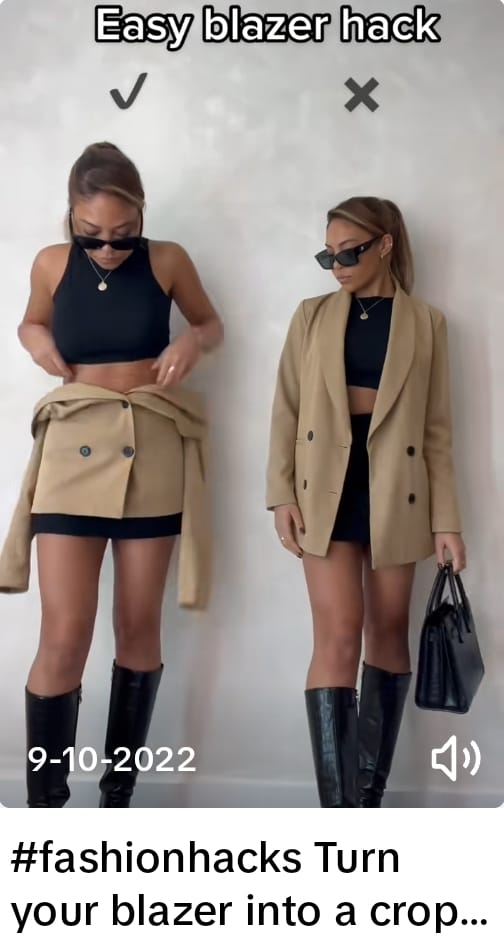 Easy blazer hack
9-10-2022
#fashionhacks Turn
your blazer into a crop...